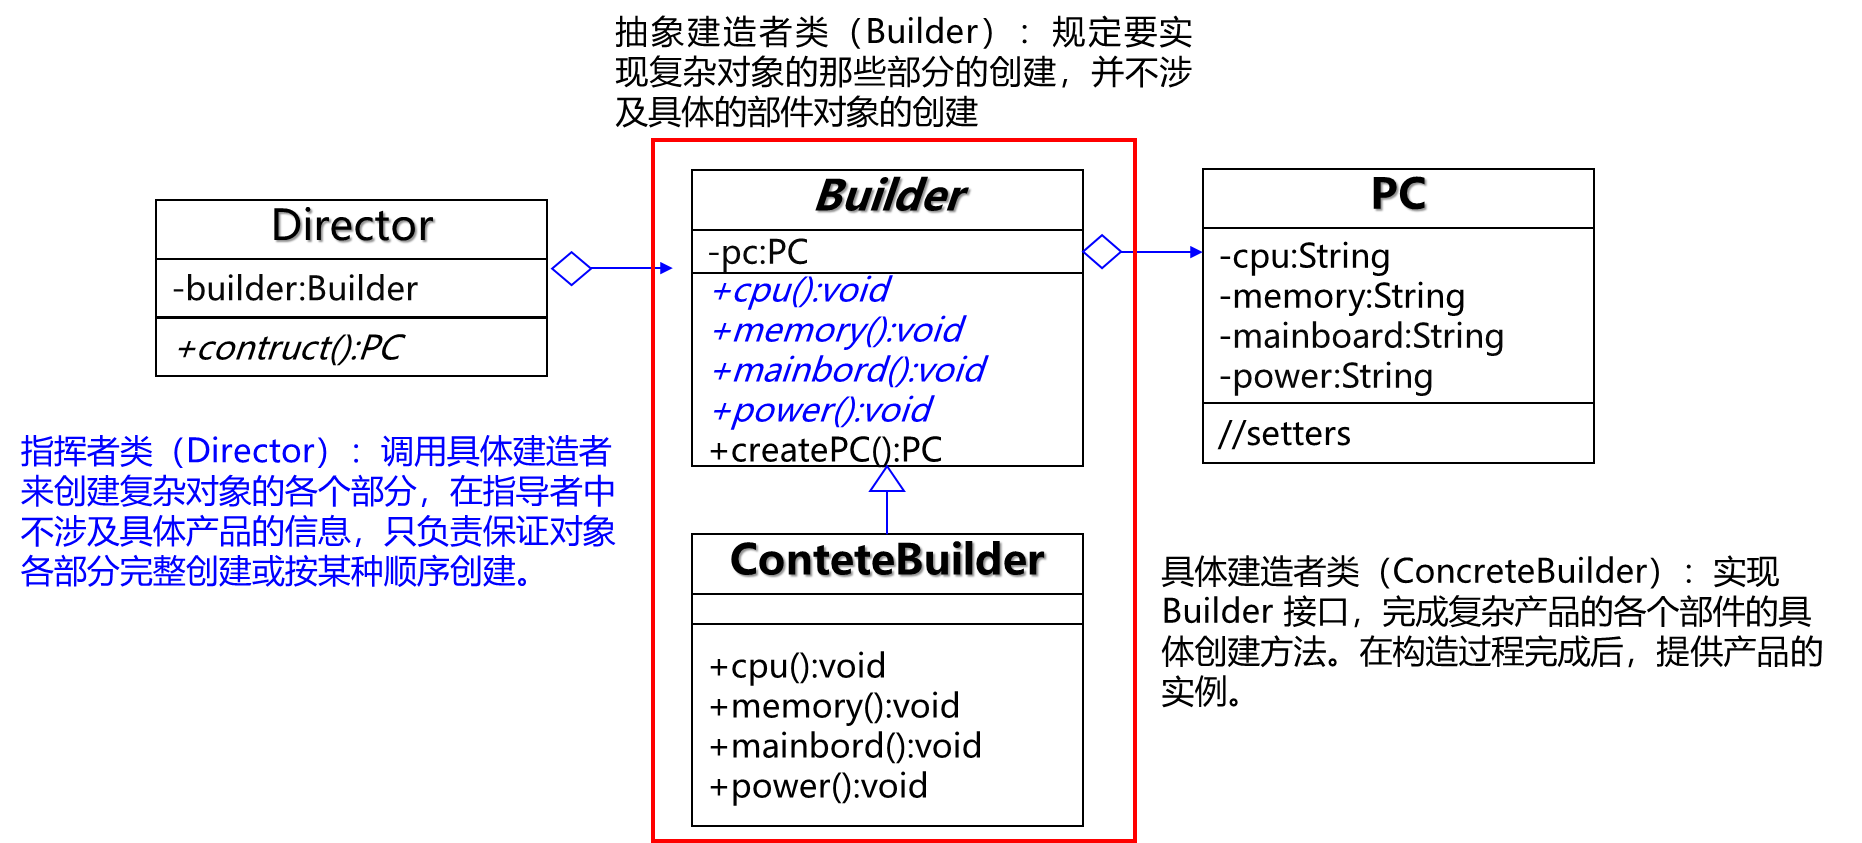 抽象建造者类（Builder）：规定要实
现复杂对象的那些部分的创建，并不涉
及具体的部件对象的创建
Director
-builder:Builder
+contruct():PC
Builder
-pc:PC
+cpu():void
+memory():void
+mainbord():void
+power():void
+createPC():PC
PC
-cpu:String
-memory:String
-mainboard:String
-power:String
//setters
指挥者类（Director）：调用具体建造者
来创建复杂对象的各个部分，在指导者中
不涉及具体产品的信息，只负责保证对象
各部分完整创建或按某种顺序创建。
ConteteBuilder
+cpu():void
+memory():void
+mainbord():void
+power():void
具体建造者类（ConcreteBuilder）：实现
Builder 接口，完成复杂产品的各个部件的具
体创建方法。在构造过程完成后，提供产品的
实例。